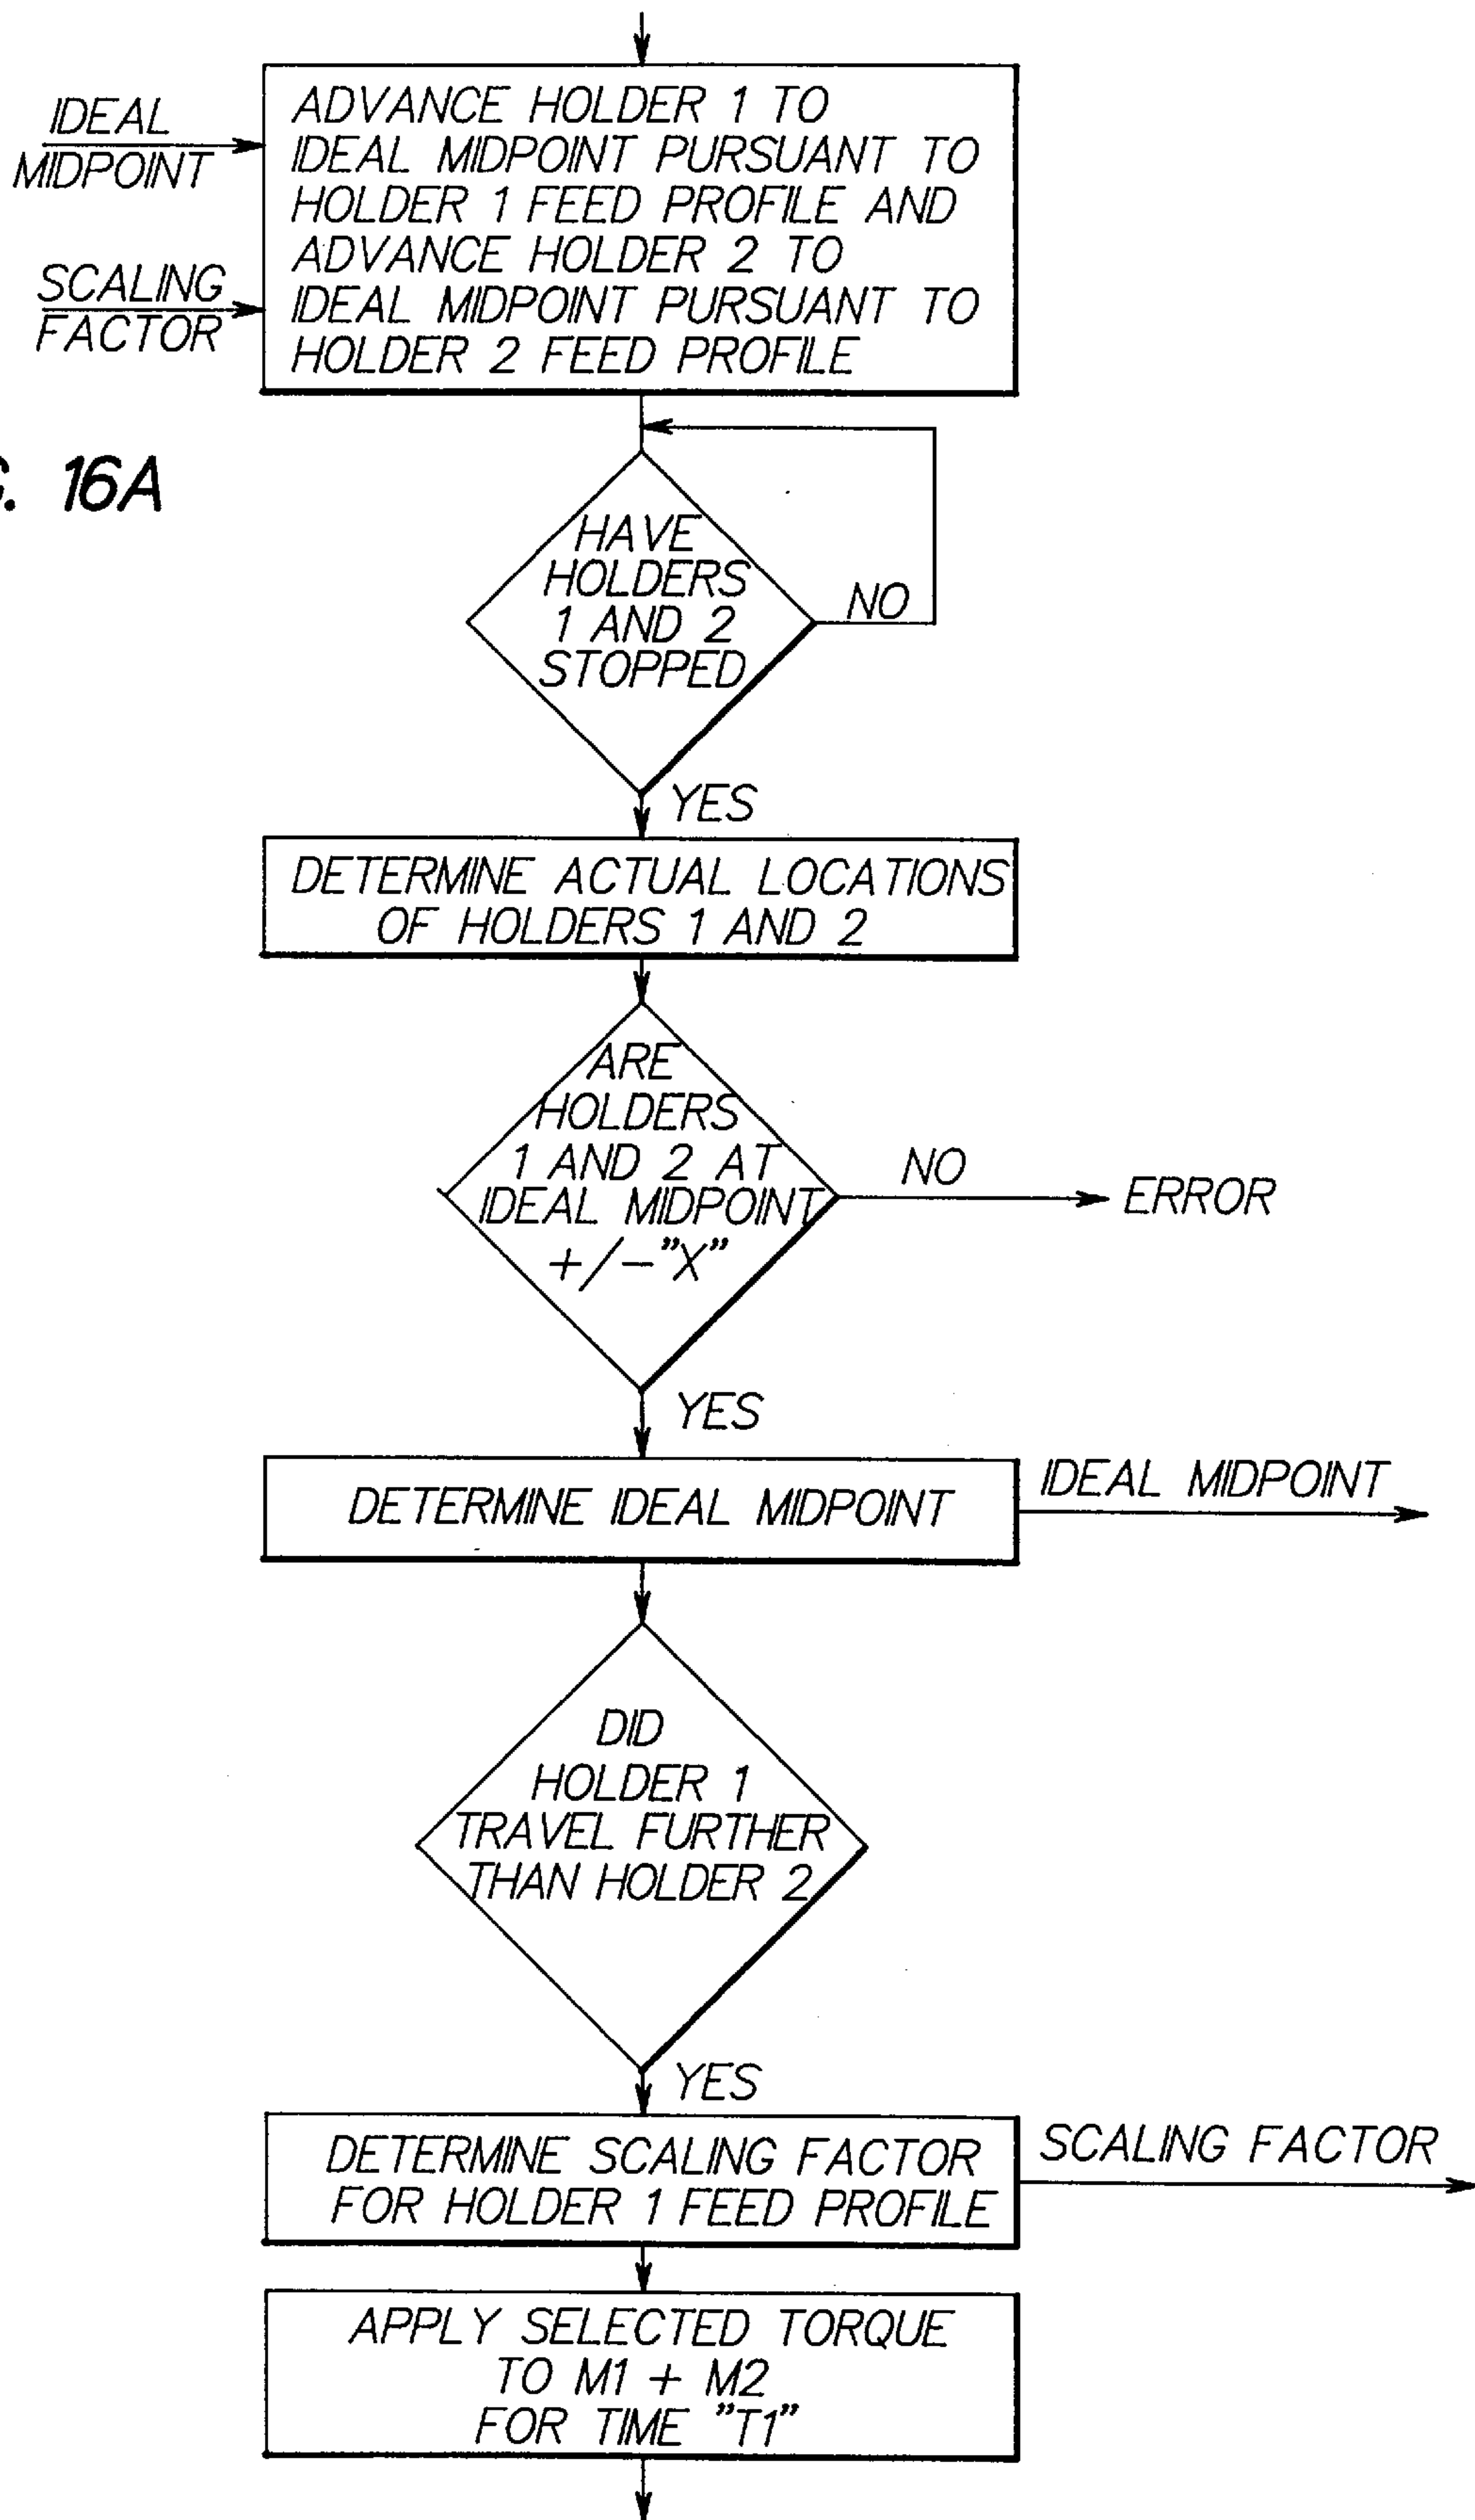 IDEAL
MIDPOINT
SCALING
FACTOR
ADVANCE HOLDER 1 TO
IDEAL MIDPOINT PURSUANT TO
HOLDER 1 FEED PROFILE AND
ADVANCE HOLDER 2 TO
IDEAL MIDPOINT PURSUANT TO
HOLDER 2 FEED PROFILE
16A
HAVE
HOLDERS
1 AND 2
STOPPED
NO
YES
DETERMINE ACTUAL LOCATIONS
OF HOLDERS 1 AND 2
ARE
HOLDERS
1 AND 2 AT
IDEAL MIDPOINT
+/-"X"
NO
ERROR
YES
DETERMINE IDEAL MIDPOINT
IDEAL MIDPOINT
DID
HOLDER 1
TRAVEL FURTHER
THAN HOLDER 2
YES
DETERMINE SCALING FACTOR
FOR HOLDER 1 FEED PROFILE
SCALING FACTOR
APPLY SELECTED TORQUE
TO M1 + M2
FOR TIME "T1"